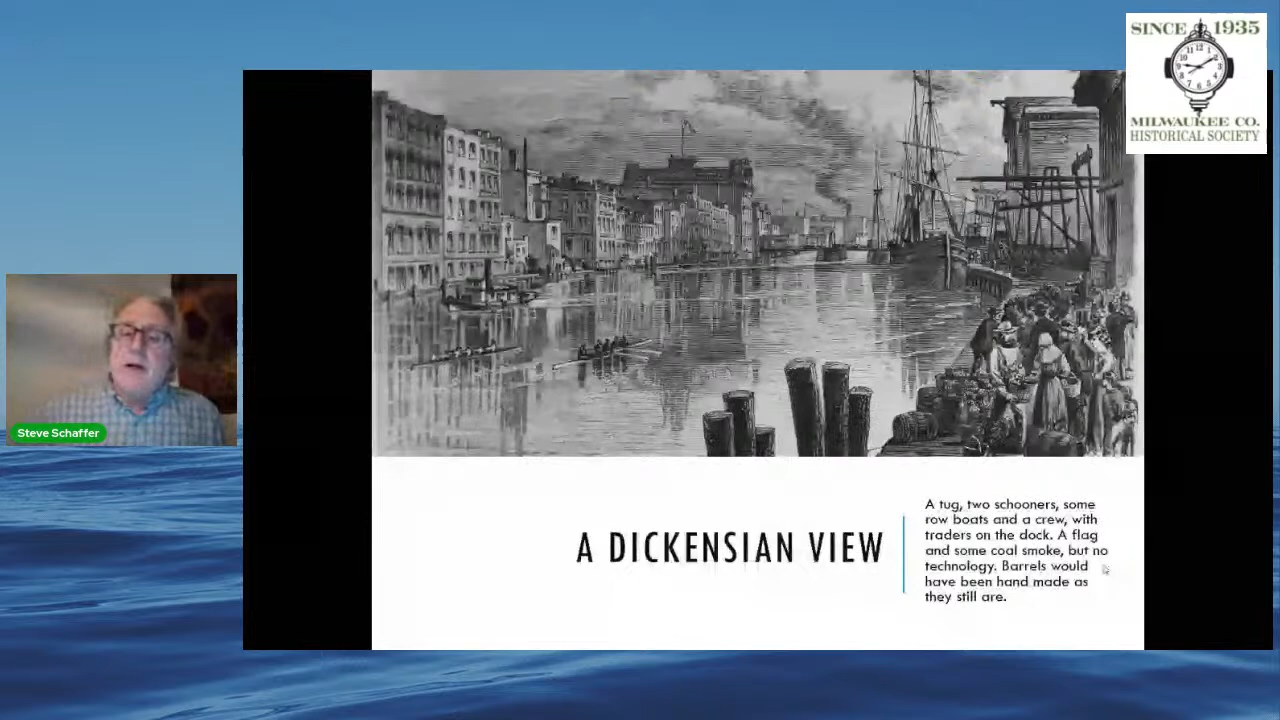 SINCE 1935
MILWAUKEE CO.
HISTORICAL SOCIETY
Steve Schaffer
A DICKENSIAN VIEW
A tug, two schooners, some
row boats and a crew, with
traders on the dock. A flag
and some coal smoke, but no
technology. Barrels would
have been hand made as
they still are.